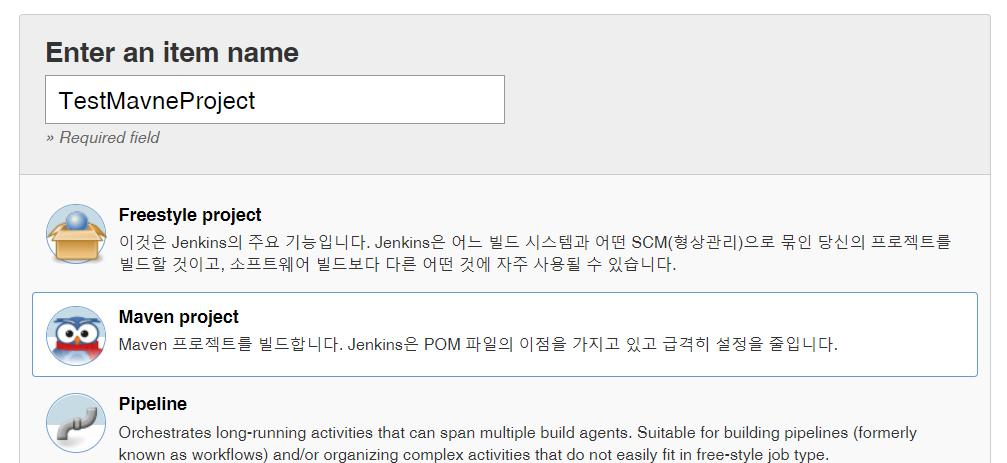 Enter an item name
TestMavneProject
» Required field
Freestyle project
이것은 Jenkins의 주요 기능입니다. Jenkins은 어느 빌드 시스템과 어떤 SCM(형상관리)으로 묶인 당신의 프로젝트를
빌드할 것이고, 소프트웨어 빌드보다 다른 어떤 것에 자주 사용될 수 있습니다.
Maven project
Maven 프로젝트를 빌드합니다. Jenkins은 POM 파일의 이점을 가지고 있고 급격히 설정을 줄입니다.
Pipeline
Orchestrates long-running activities that can span multiple build agents. Suitable for building pipelines (formerly
known as workflows) and/or organizing complex activities that do not easily fit in free-style job type.